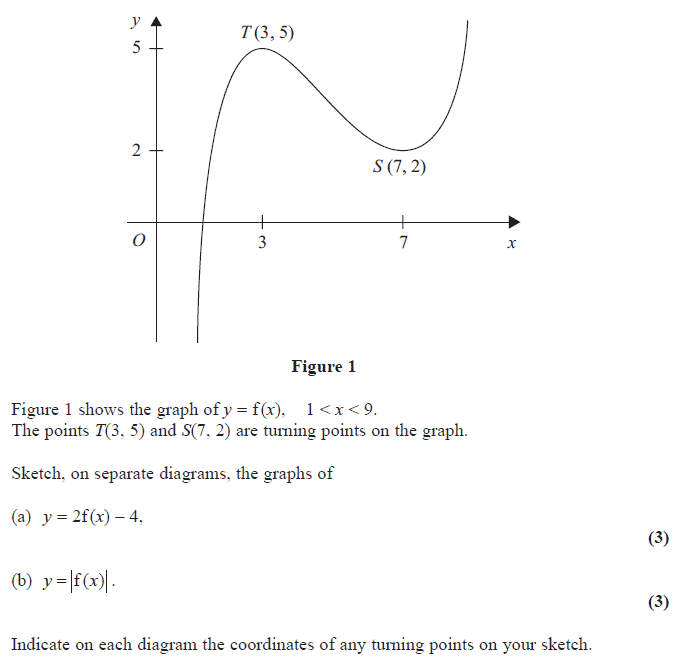 y
5
T(3, 5)
2
S (7, 2)
O
3
7
x
Figure 1
Figure 1 shows the graph of y = f(x), 1 < x < 9.
The points T(3, 5) and S(7, 2) are turning points on the graph.
Sketch, on separate diagrams, the graphs of
(a) y = 2f(x) – 4,
(3)
(b) y = |f(x)|.
(3)
Indicate on each diagram the coordinates of any turning points on your sketch.